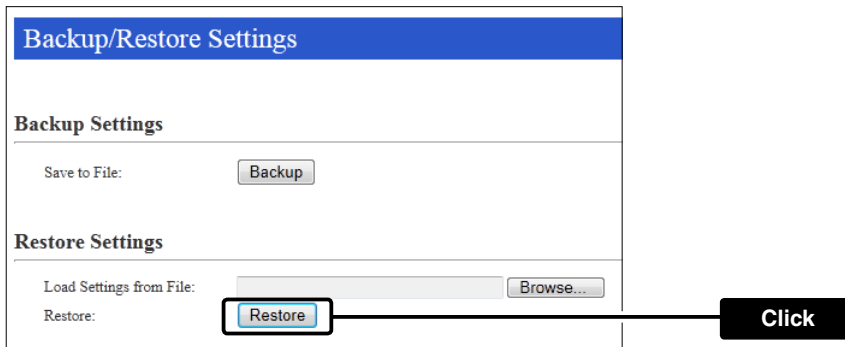 Backup/Restore Settings
Backup Settings
Save to File: Backup
Restore Settings
Load Settings from File: Browse...
Restore: Restore Click